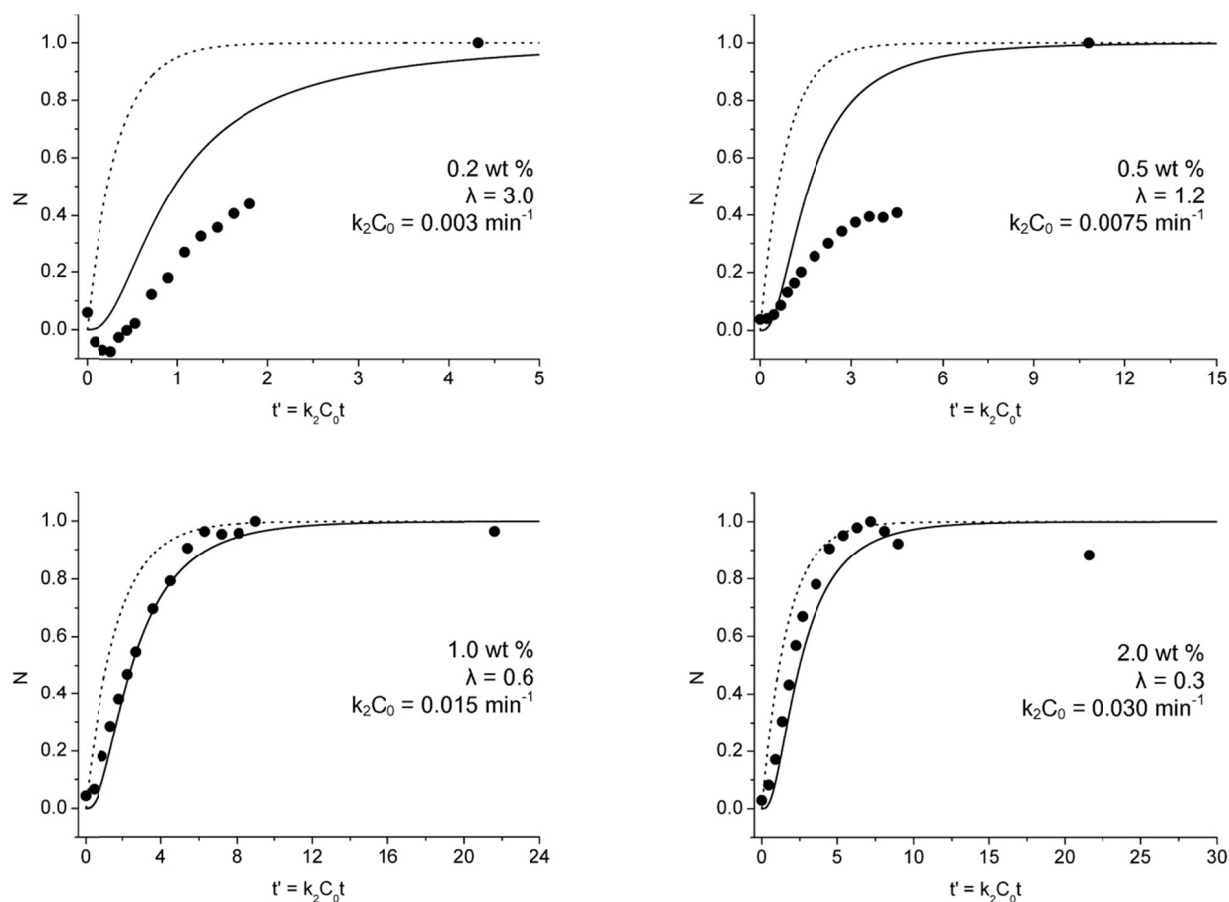 1.0
0.8
0.6
0.4
0.2
0.0
N
0.2 wt %
λ = 3.0
k₂C₀ = 0.003 min⁻¹
0 1 2 3 4 5
t' = k₂C₀t
1.0
0.8
0.6
0.4
0.2
0.0
N
0.5 wt %
λ = 1.2
k₂C₀ = 0.0075 min⁻¹
0 3 6 9 12 15
t' = k₂C₀t
1.0
0.8
0.6
0.4
0.2
0.0
N
1.0 wt %
λ = 0.6
k₂C₀ = 0.015 min⁻¹
0 4 8 12 16 20 24
t' = k₂C₀t
1.0
0.8
0.6
0.4
0.2
0.0
N
2.0 wt %
λ = 0.3
k₂C₀ = 0.030 min⁻¹
0 5 10 15 20 25 30
t' = k₂C₀t